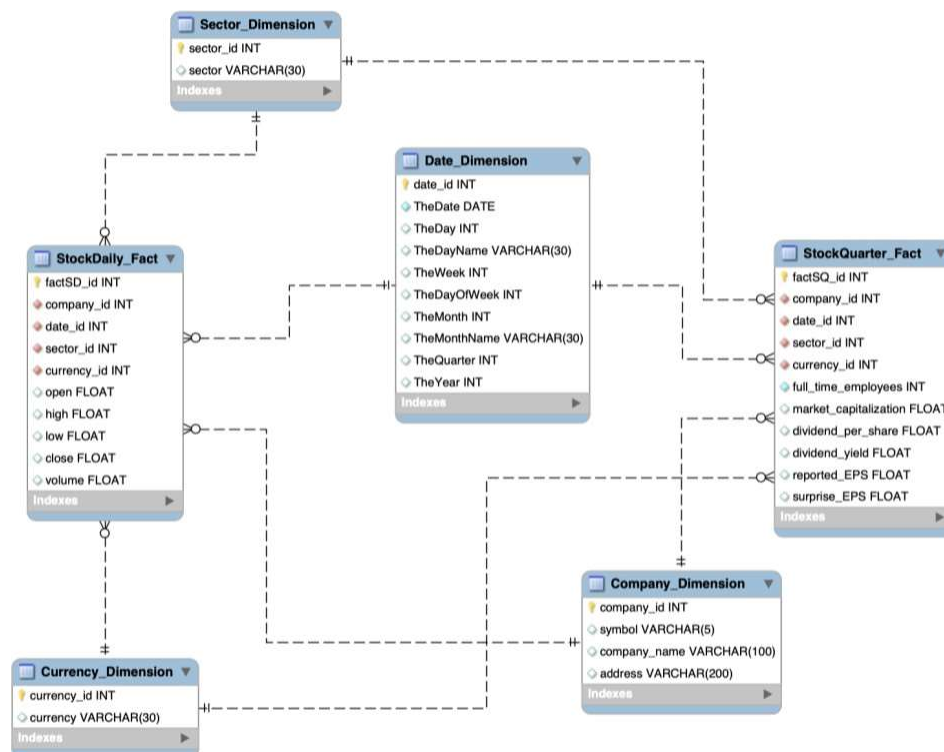 Sector_Dimension
sector_id INT
sector VARCHAR(30)
Indexes
Date_Dimension
date_id INT
TheDate DATE
TheDay INT
TheDayName VARCHAR(30)
TheWeek INT
TheDayOfWeek INT
TheMonth INT
TheMonthName VARCHAR(30)
TheQuarter INT
TheYear INT
Indexes
StockDaily_Fact
factSD_id INT
company_id INT
date_id INT
sector_id INT
currency_id INT
open FLOAT
high FLOAT
low FLOAT
close FLOAT
volume FLOAT
Indexes
StockQuarter_Fact
factSQ_id INT
company_id INT
date_id INT
sector_id INT
currency_id INT
full_time_employees INT
market_capitalization FLOAT
dividend_per_share FLOAT
dividend_yield FLOAT
reported_EPS FLOAT
surprise_EPS FLOAT
Indexes
Company_Dimension
company_id INT
symbol VARCHAR(5)
company_name VARCHAR(100)
address VARCHAR(200)
Indexes
Currency_Dimension
currency_id INT
currency VARCHAR(30)
Indexes